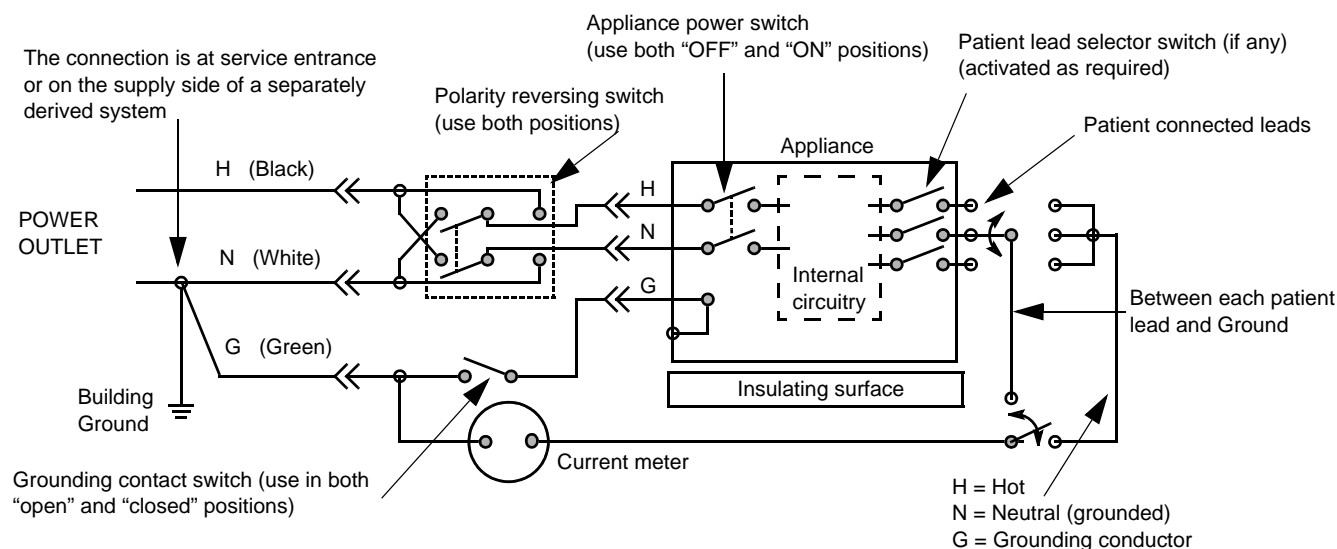 Appliance power switch
(use both “OFF” and “ON” positions)
Patient lead selector switch (if any)
(activated as required)
The connection is at service entrance
or on the supply side of a separately
derived system
Polarity reversing switch
(use both positions)
Patient connected leads
Appliance
H (Black)
H
POWER
OUTLET
N (White)
N
Internal
circuitry
G
Between each patient
lead and Ground
G (Green)
Insulating surface
Building
Ground
Current meter
Grounding contact switch (use in both
“open” and “closed” positions)
H = Hot
N = Neutral (grounded)
G = Grounding conductor